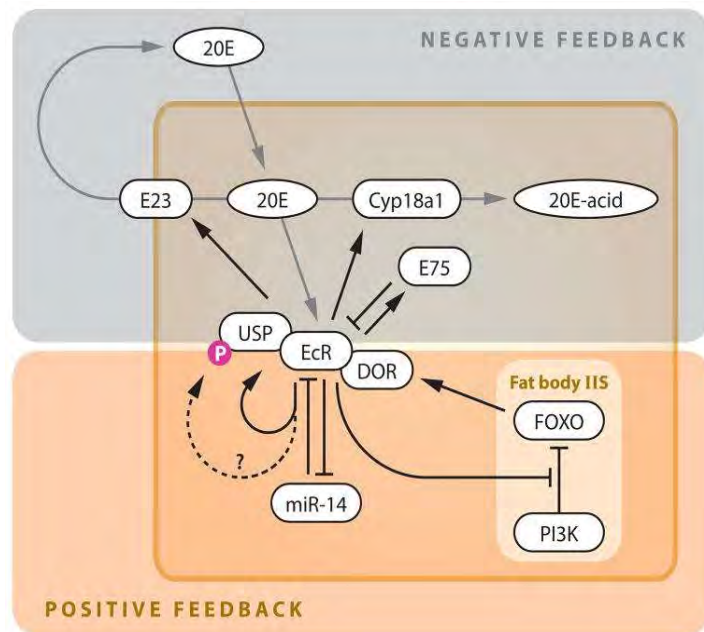 20E
NEGATIVE FEEDBACK
E23
20E
Cyp18a1
20E-acid
E75
USP
P
EcR
DOR
Fat body IIS
FOXO
?
miR-14
PI3K
POSITIVE FEEDBACK